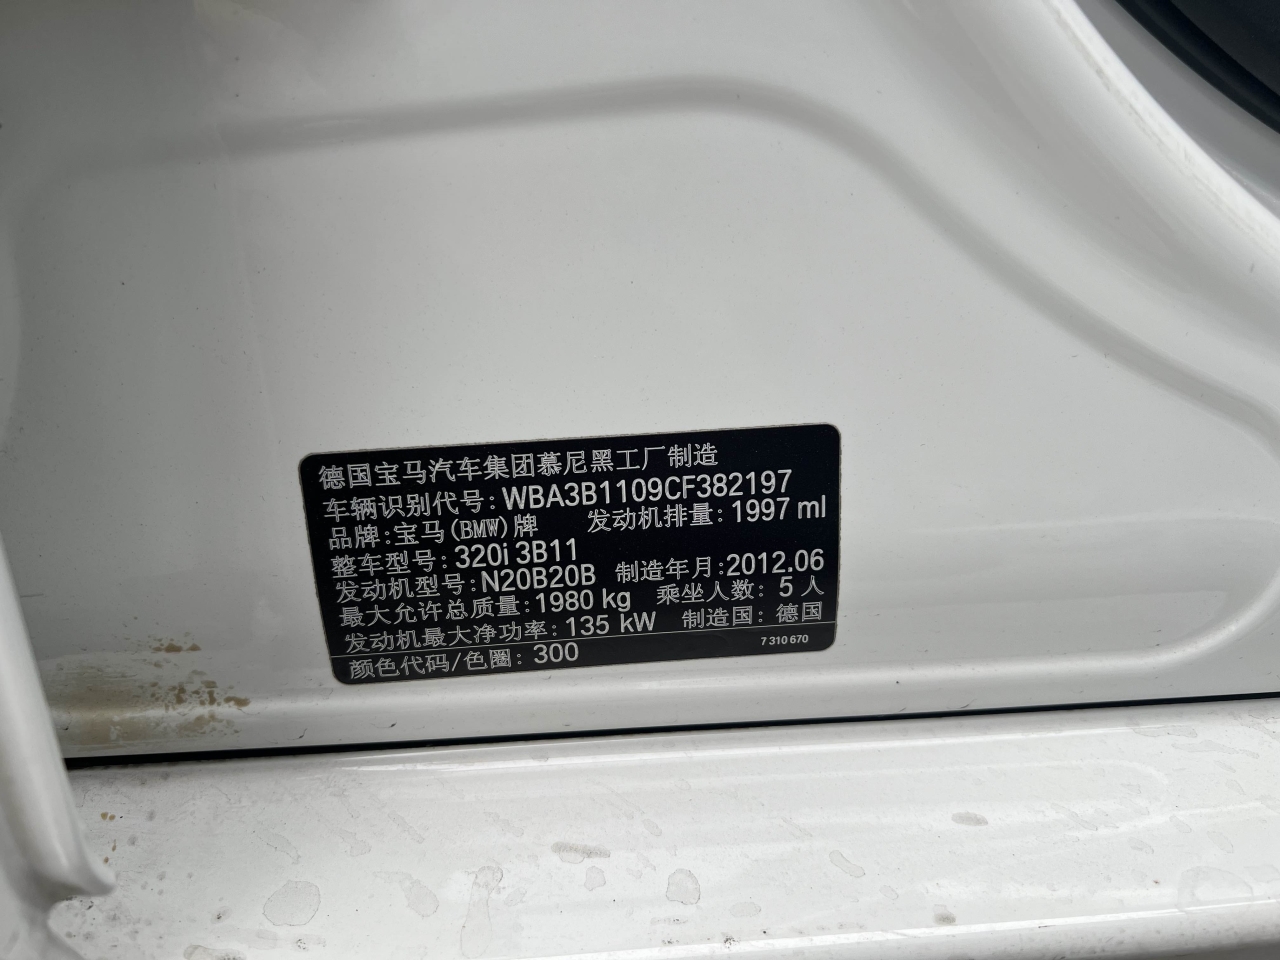 德国宝马汽车集团慕尼黑工厂制造
车辆识别代号: WBA3B1109CF382197
品牌:宝马(BMW)牌 发动机排量: 1997 ml
整车型号: 320i 3B11
发动机型号: N20B20B 制造年月:2012.06
最大允许总质量: 1980 kg 乘坐人数: 5 人
发动机最大净功率: 135 kW 制造国: 德国
颜色代码/色圈: 300 7 310 670